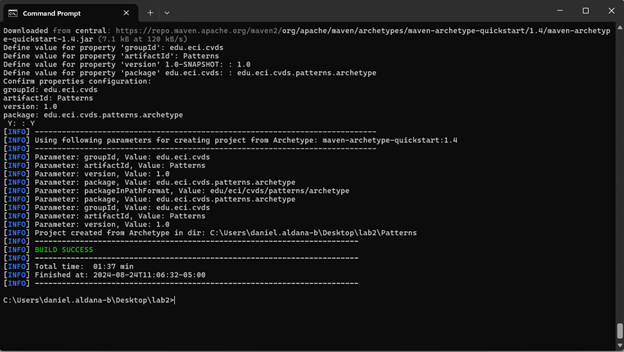 Command Prompt
Downloaded from central: https://repo.maven.apache.org/maven2/org/apache/maven/archetypes/maven-archetype-quickstart/1.4/maven-archetyp
e-quickstart-1.4.jar (7.1 kB at 120 kB/s)
Define value for property 'groupId': edu.eci.cvds
Define value for property 'artifactId': Patterns
Define value for property 'version' 1.0-SNAPSHOT: : 1.0
Define value for property 'package' edu.eci.cvds: : edu.eci.cvds.patterns.archetype
Confirm properties configuration:
groupId: edu.eci.cvds
artifactId: Patterns
version: 1.0
package: edu.eci.cvds.patterns.archetype
Y: : Y
[INFO] ----------------------------------------------------------------------------
[INFO] Using following parameters for creating project from Archetype: maven-archetype-quickstart:1.4
[INFO] ----------------------------------------------------------------------------
[INFO] Parameter: groupId, Value: edu.eci.cvds
[INFO] Parameter: artifactId, Value: Patterns
[INFO] Parameter: version, Value: 1.0
[INFO] Parameter: package, Value: edu.eci.cvds.patterns.archetype
[INFO] Parameter: packageInPathFormat, Value: edu/eci/cvds/patterns/archetype
[INFO] Parameter: package, Value: edu.eci.cvds.patterns.archetype
[INFO] Parameter: groupId, Value: edu.eci.cvds
[INFO] Parameter: artifactId, Value: Patterns
[INFO] Parameter: version, Value: 1.0
[INFO] Project created from Archetype in dir: C:\Users\daniel.aldana-b\Desktop\lab2\Patterns
[INFO] ------------------------------------------------------------------------
[INFO] BUILD SUCCESS
[INFO] ------------------------------------------------------------------------
[INFO] Total time:  01:37 min
[INFO] Finished at: 2024-08-24T11:06:32-05:00
[INFO] ------------------------------------------------------------------------
C:\Users\daniel.aldana-b\Desktop\lab2>